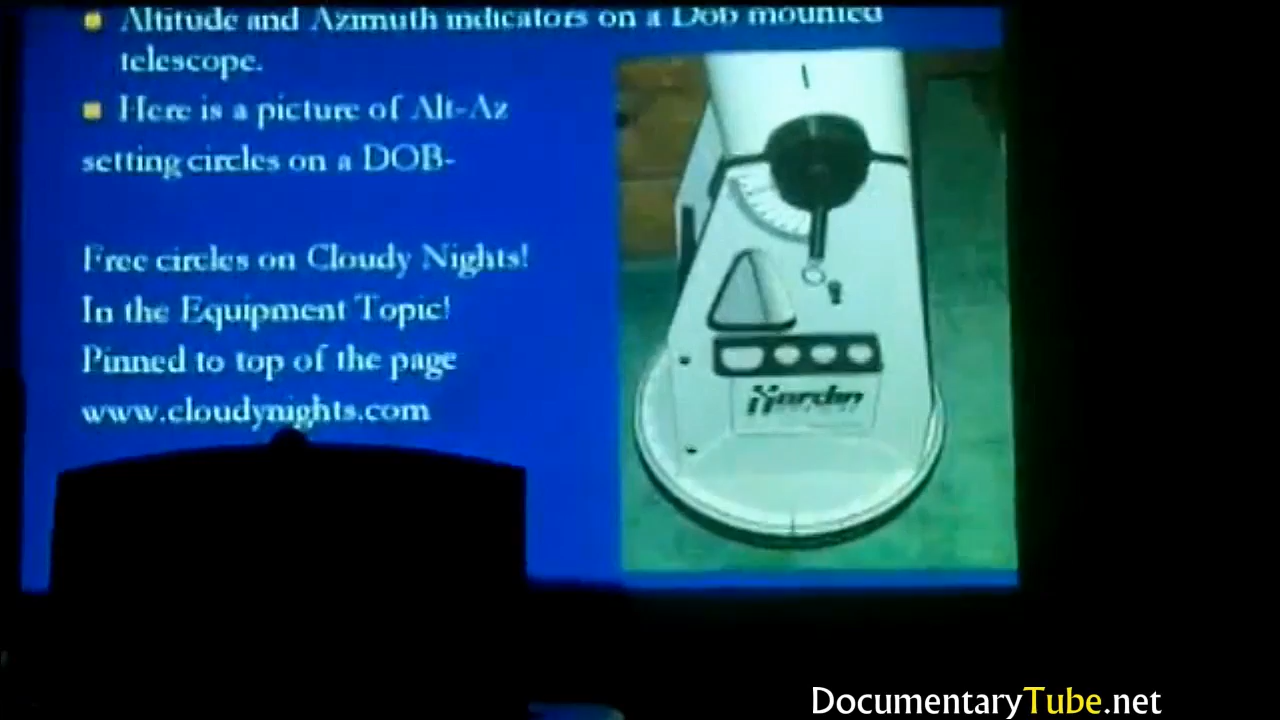 Altitude and Azimuth indicators on a Dob mounted
telescope.
Here is a picture of Alt-Az
setting circles on a DOB-
Free circles on Cloudy Nights!
In the Equipment Topic!
Pinned to top of the page
www.cloudynights.com
Hardin
DocumentaryTube.net